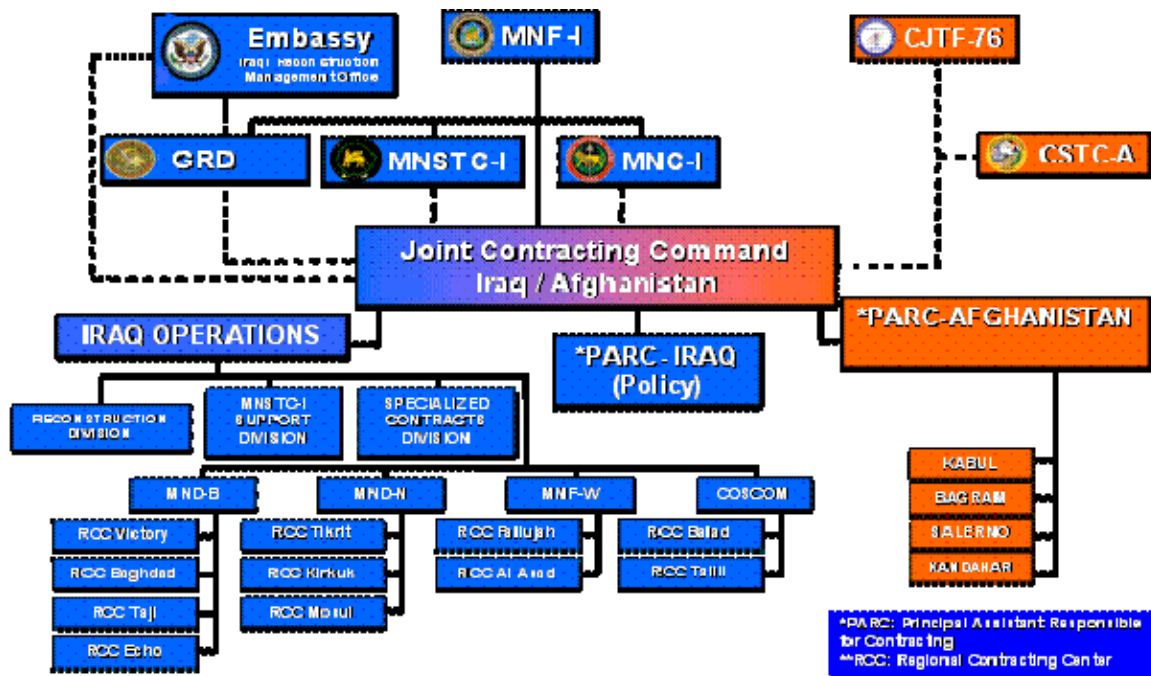 Embassy
Iraqi Reconstruction
Management Office
MNF-I
CJTF-76
GRD
MNSTC-I
MNC-I
CSTC-A
Joint Contracting Command
Iraq / Afghanistan
IRAQ OPERATIONS
*PARC - IRAQ
(Policy)
*PARC-AFGHANISTAN
RECONSTRUCTION
DIVISION
MNSTC-I
SUPPORT
DIVISION
SPECIALIZED
CONTRACTS
DIVISION
MND-B
MND-N
MNF-W
COSCOM
RCC Victory
RCC Baghdad
RCC Taji
RCC Echo
RCC Tikrit
RCC Kirkuk
RCC Mosul
RCC Fallujah
RCC Al Asad
RCC Balad
RCC Tallil
KABUL
BAGRAM
SALERNO
KANDAHAR
*PARC: Principal Assistant Responsible
for Contracting
**RCC: Regional Contracting Center